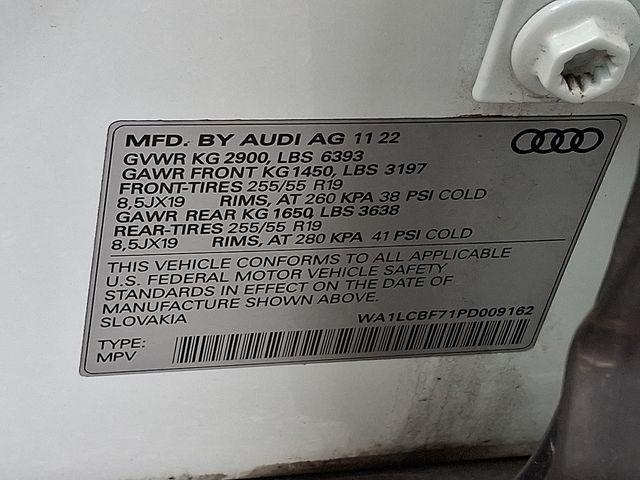 MFD. BY AUDI AG 11 22
GVWR KG 2900, LBS 6393
GAWR FRONT KG 1450, LBS 3197
FRONT-TIRES 255/55 R19
8,5JX19 RIMS, AT 260 KPA 38 PSI COLD
GAWR REAR KG 1650, LBS 3638
REAR-TIRES 255/55 R19
8,5JX19 RIMS, AT 280 KPA 41 PSI COLD
THIS VEHICLE CONFORMS TO ALL APPLICABLE
U.S. FEDERAL MOTOR VEHICLE SAFETY
STANDARDS IN EFFECT ON THE DATE OF
MANUFACTURE SHOWN ABOVE.
SLOVAKIA WA1LCBF71PD009162
TYPE:
MPV